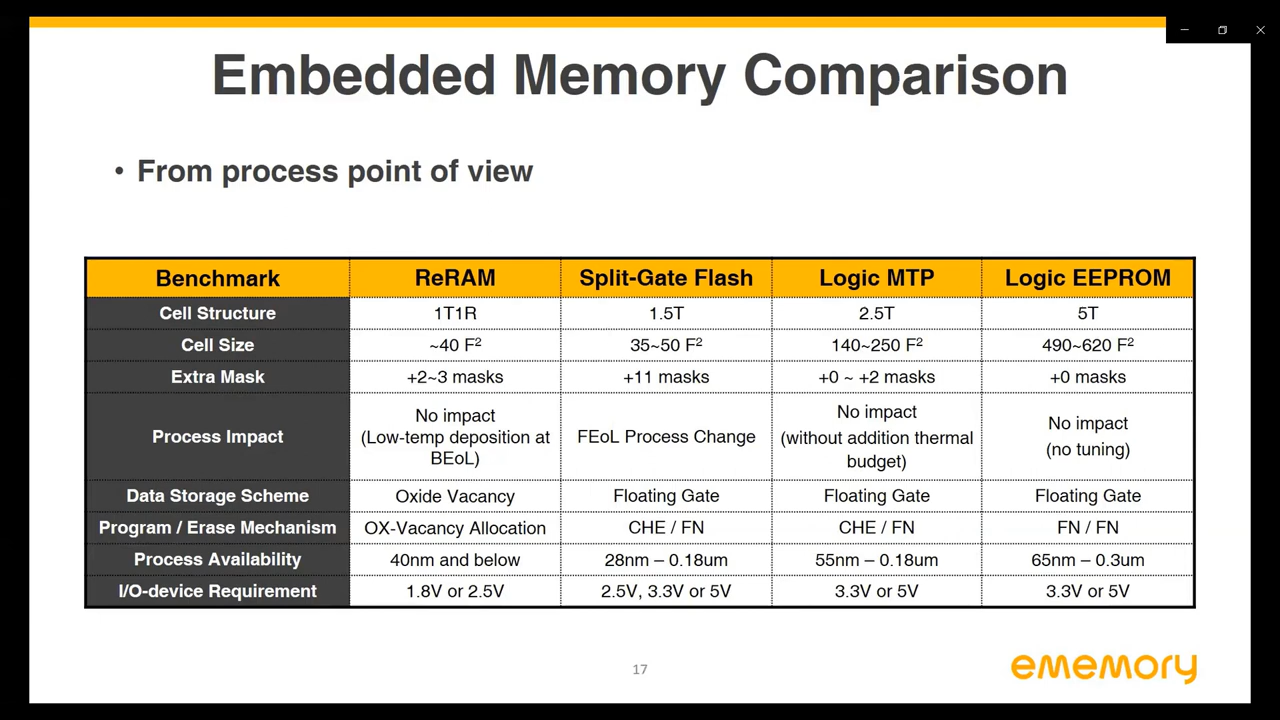 Embedded Memory Comparison
• From process point of view
Benchmark ReRAM Split-Gate Flash Logic MTP Logic EEPROM
Cell Structure 1T1R 1.5T 2.5T 5T
Cell Size ~40 F² 35~50 F² 140~250 F² 490~620 F²
Extra Mask +2~3 masks +11 masks +0 ~ +2 masks +0 masks
Process Impact
No impact
(Low-temp deposition at
BEoL)
FEoL Process Change
No impact
(without addition thermal
budget)
No impact
(no tuning)
Data Storage Scheme Oxide Vacancy Floating Gate Floating Gate Floating Gate
Program / Erase Mechanism OX-Vacancy Allocation CHE / FN CHE / FN FN / FN
Process Availability 40nm and below 28nm – 0.18um 55nm – 0.18um 65nm – 0.3um
I/O-device Requirement 1.8V or 2.5V 2.5V, 3.3V or 5V 3.3V or 5V 3.3V or 5V
17
ememory